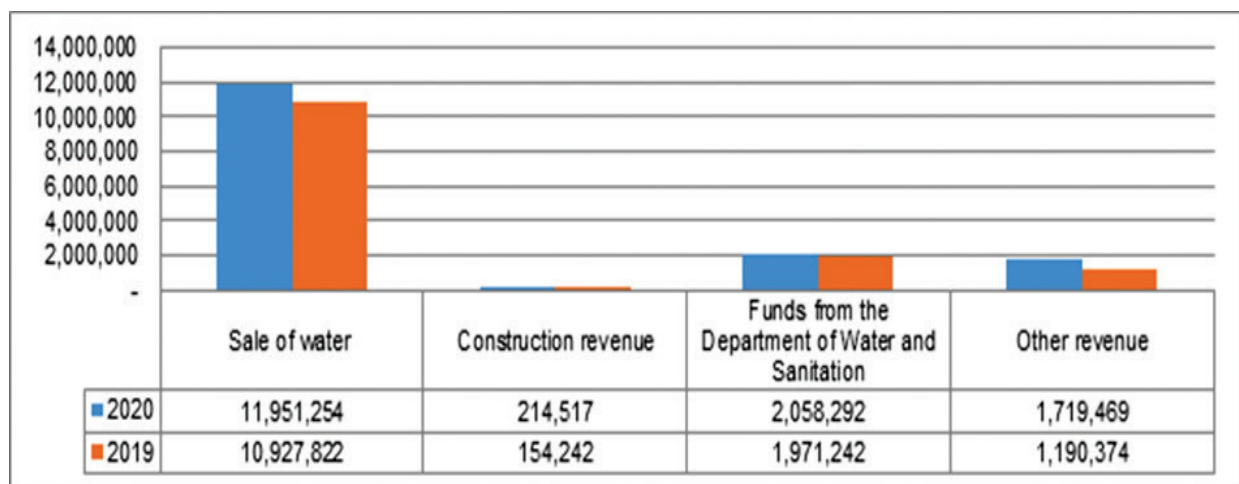 14,000,000
12,000,000
10,000,000
8,000,000
6,000,000
4,000,000
2,000,000
-
Sale of water
Construction revenue
Funds from the
Department of Water and
Sanitation
Other revenue
2020 11,951,254 214,517 2,058,292 1,719,469
2019 10,927,822 154,242 1,971,242 1,190,374